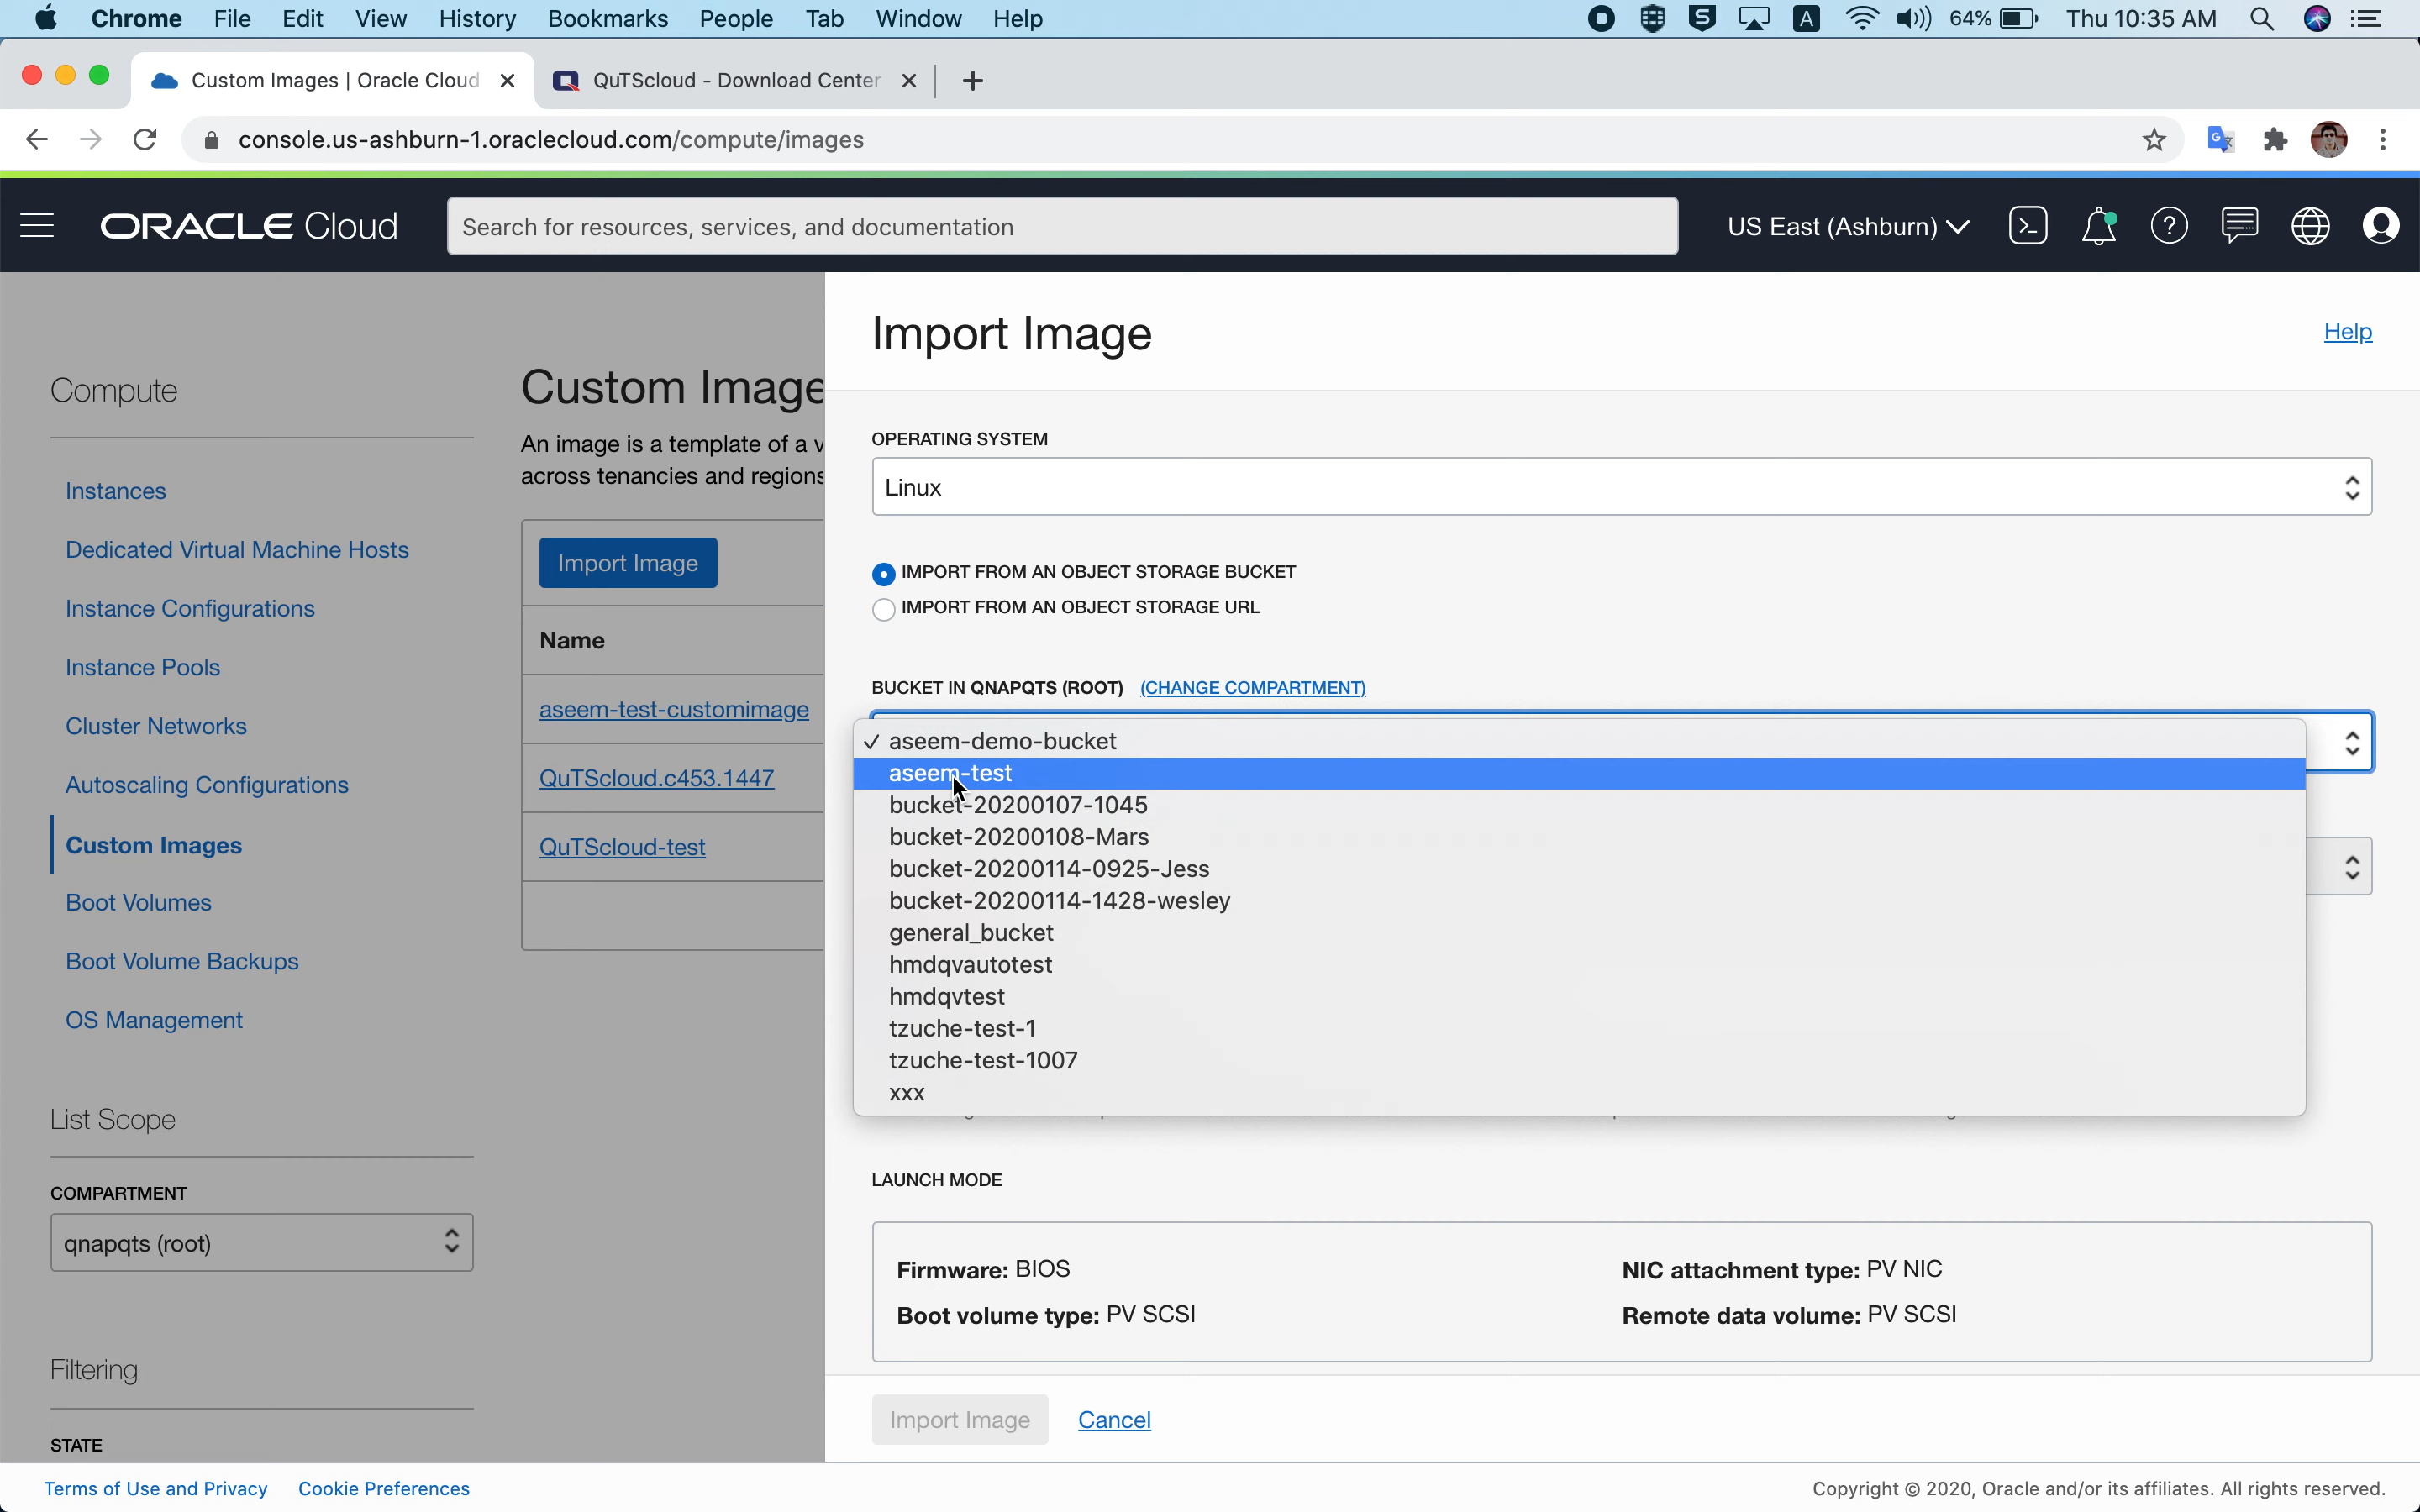 Chrome File Edit View History Bookmarks People Tab Window Help A 64% Thu 10:35 AM
Custom Images | Oracle Cloud QuTScloud - Download Center
console.us-ashburn-1.oraclecloud.com/compute/images
ORACLE Cloud Search for resources, services, and documentation US East (Ashburn)
Import Image Help
Compute
Instances
Dedicated Virtual Machine Hosts
Instance Configurations
Instance Pools
Cluster Networks
Autoscaling Configurations
Custom Images
Boot Volumes
Boot Volume Backups
OS Management
List Scope
COMPARTMENT
qnapqts (root)
Filtering
STATE
Custom Image
An image is a template of a v
across tenancies and regions
Import Image
Name
aseem-test-customimage
QuTScloud.c453.1447
QuTScloud-test
OPERATING SYSTEM
Linux
IMPORT FROM AN OBJECT STORAGE BUCKET
IMPORT FROM AN OBJECT STORAGE URL
BUCKET IN QNAPQTS (ROOT) (CHANGE COMPARTMENT)
✓ aseem-demo-bucket
aseem-test
bucket-20200107-1045
bucket-20200108-Mars
bucket-20200114-0925-Jess
bucket-20200114-1428-wesley
general_bucket
hmdqvautotest
hmdqvtest
tzuche-test-1
tzuche-test-1007
xxx
LAUNCH MODE
Firmware: BIOS NIC attachment type: PV NIC
Boot volume type: PV SCSI Remote data volume: PV SCSI
Import Image Cancel
Terms of Use and Privacy Cookie Preferences Copyright © 2020, Oracle and/or its affiliates. All rights reserved.